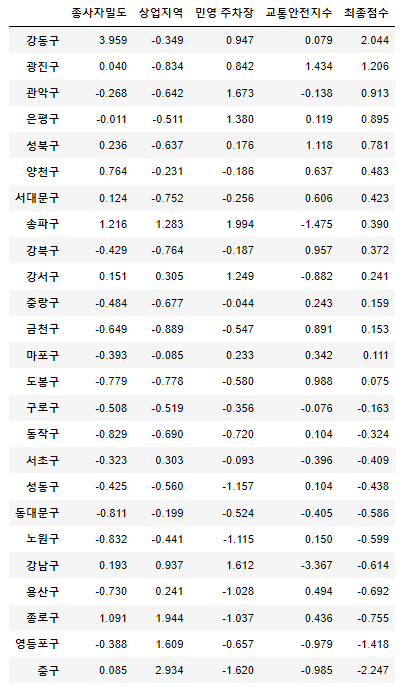 종사자밀도 상업지역 민영 주차장 교통안전지수 최종점수
강동구 3.959 -0.349 0.947 0.079 2.044
광진구 0.040 -0.834 0.842 1.434 1.206
관악구 -0.268 -0.642 1.673 -0.138 0.913
은평구 -0.011 -0.511 1.380 0.119 0.895
성북구 0.236 -0.637 0.176 1.118 0.781
양천구 0.764 -0.231 -0.186 0.637 0.483
서대문구 0.124 -0.752 -0.256 0.606 0.423
송파구 1.216 1.283 1.994 -1.475 0.390
강북구 -0.429 -0.764 -0.187 0.957 0.372
강서구 0.151 0.305 1.249 -0.882 0.241
중랑구 -0.484 -0.677 -0.044 0.243 0.159
금천구 -0.649 -0.889 -0.547 0.891 0.153
마포구 -0.393 -0.085 0.233 0.342 0.111
도봉구 -0.779 -0.778 -0.580 0.988 0.075
구로구 -0.508 -0.519 -0.356 -0.076 -0.163
동작구 -0.829 -0.690 -0.720 0.104 -0.324
서초구 -0.323 0.303 -0.093 -0.396 -0.409
성동구 -0.425 -0.560 -1.157 0.104 -0.438
동대문구 -0.811 -0.199 -0.524 -0.405 -0.586
노원구 -0.832 -0.441 -1.115 0.150 -0.599
강남구 0.193 0.937 1.612 -3.367 -0.614
용산구 -0.730 0.241 -1.028 0.494 -0.692
종로구 1.091 1.944 -1.037 0.436 -0.755
영등포구 -0.388 1.609 -0.657 -0.979 -1.418
중구 0.085 2.934 -1.620 -0.985 -2.247